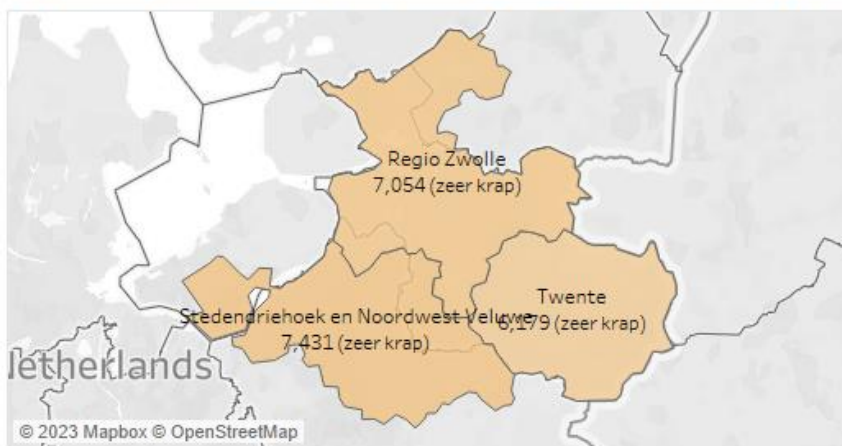 Regio Zwolle
7,054 (zeer krap)
Twente
6,179 (zeer krap)
Stedendriehoek en Noordwest Veluwe
7,431 (zeer krap)
Netherlands
© 2023 Mapbox © OpenStreetMap